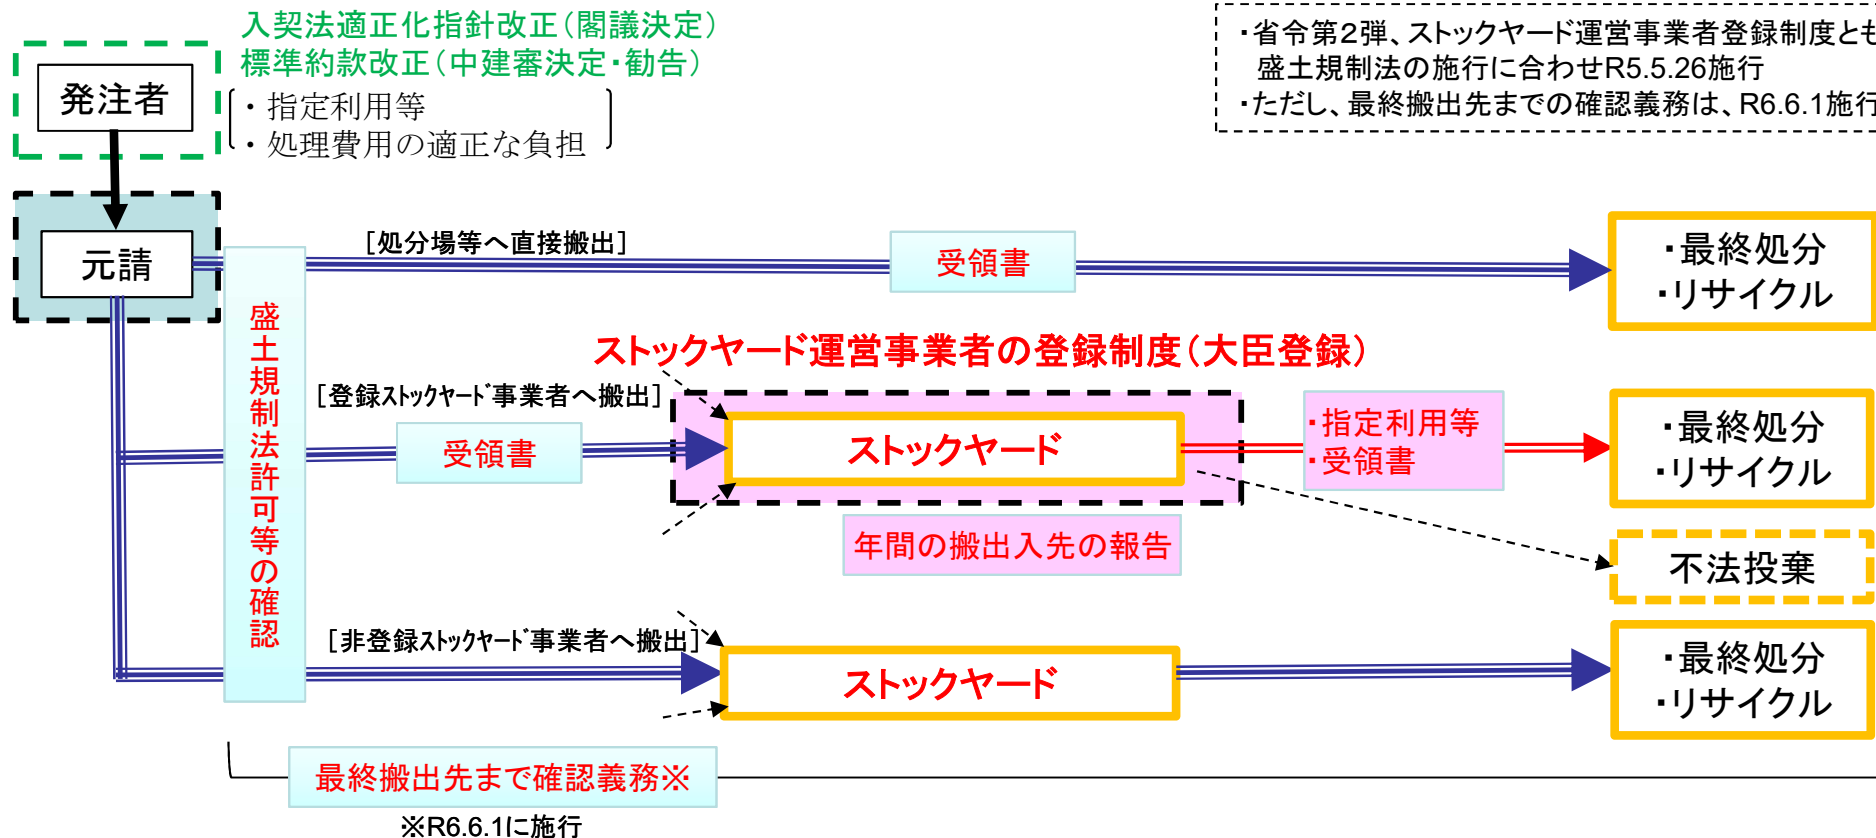 入契法適正化指針改正(閣議決定)
標準約款改正(中建審決定・勧告)
・指定利用等
・処理費用の適正な負担
・省令第2弾、ストックヤード運営事業者登録制度とも
盛土規制法の施行に合わせR5.5.26施行
・ただし、最終搬出先までの確認義務は、R6.6.1施行
発注者
元請
[処分場等へ直接搬出]
受領書
・最終処分
・リサイクル
盛土規制法許可等の確認
ストックヤード運営事業者の登録制度(大臣登録)
[登録ストックヤード事業者へ搬出]
受領書
ストックヤード
・指定利用等
・受領書
・最終処分
・リサイクル
年間の搬出入先の報告
不法投棄
[非登録ストックヤード事業者へ搬出]
ストックヤード
・最終処分
・リサイクル
最終搬出先まで確認義務※
※R6.6.1に施行